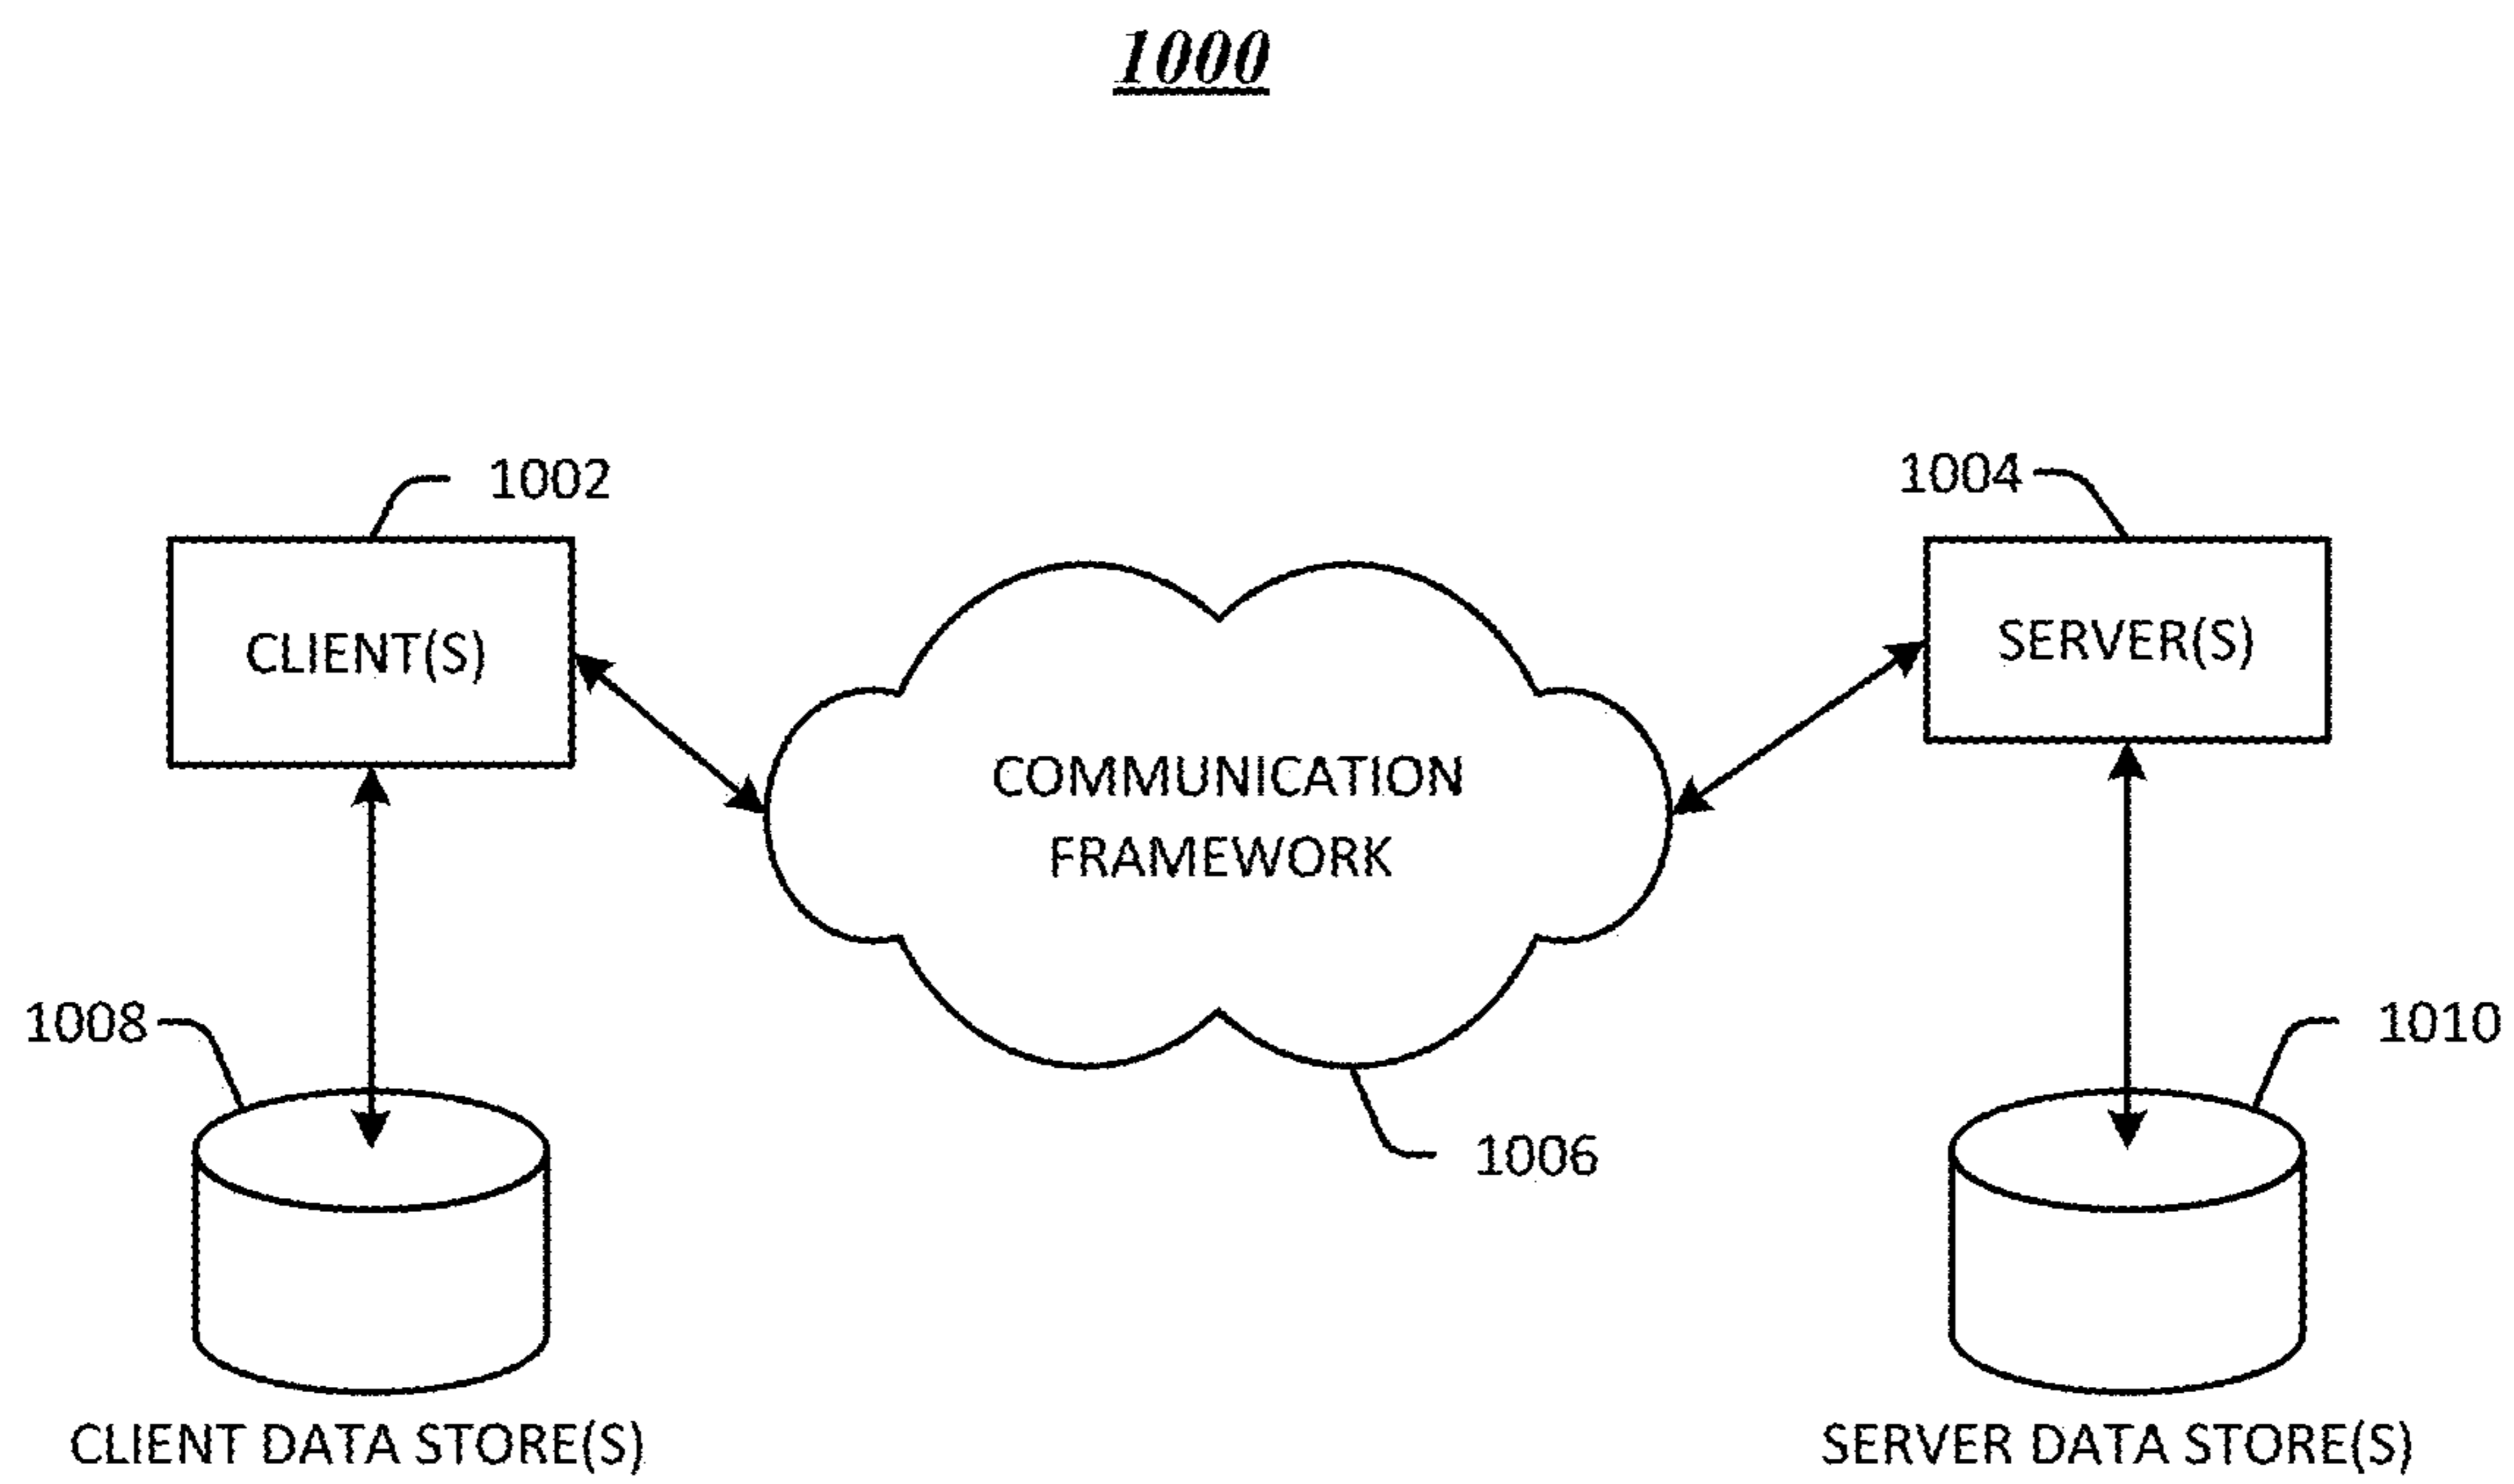 1000
1002
1004
CLIENT(S)
SERVER(S)
COMMUNICATION
FRAMEWORK
1008
1010
1006
CLIENT DATA STORE(S)
SERVER DATA STORE(S)